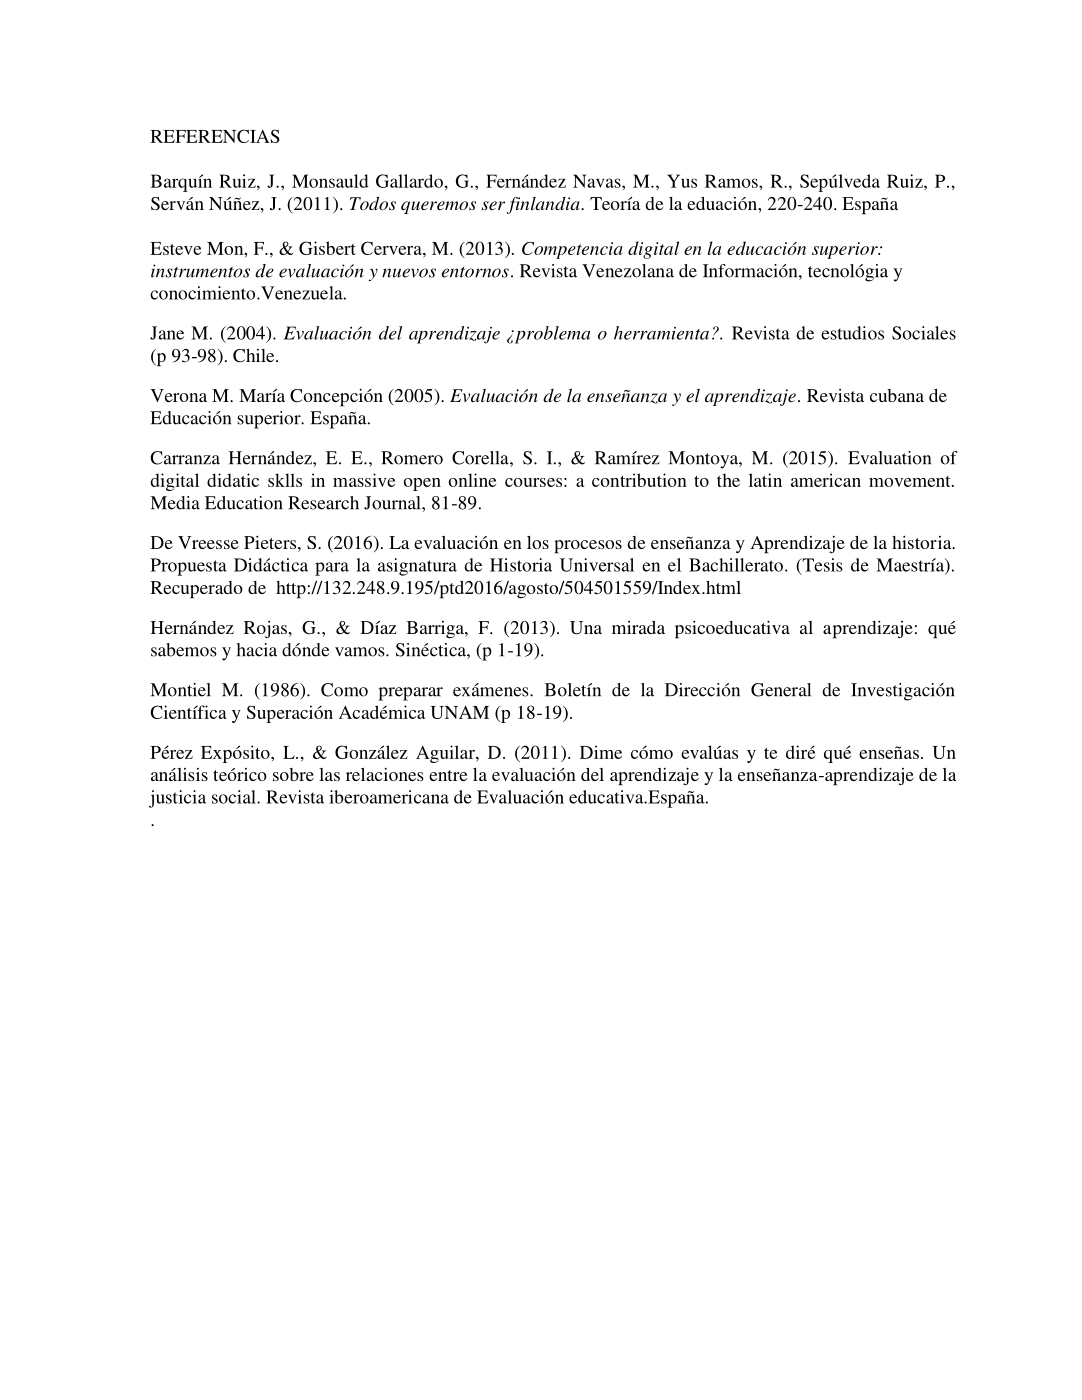 REFERENCIAS
Barquín Ruiz, J., Monsauld Gallardo, G., Fernández Navas, M., Yus Ramos, R., Sepúlveda Ruiz, P.,
Serván Núñez, J. (2011). Todos queremos ser finlandia. Teoría de la eduación, 220-240. España
Esteve Mon, F., & Gisbert Cervera, M. (2013). Competencia digital en la educación superior:
instrumentos de evaluación y nuevos entornos. Revista Venezolana de Información, tecnológia y
conocimiento.Venezuela.
Jane M. (2004). Evaluación del aprendizaje ¿problema o herramienta?. Revista de estudios Sociales
(p 93-98). Chile.
Verona M. María Concepción (2005). Evaluación de la enseñanza y el aprendizaje. Revista cubana de
Educación superior. España.
Carranza Hernández, E. E., Romero Corella, S. I., & Ramírez Montoya, M. (2015). Evaluation of
digital didatic sklls in massive open online courses: a contribution to the latin american movement.
Media Education Research Journal, 81-89.
De Vreesse Pieters, S. (2016). La evaluación en los procesos de enseñanza y Aprendizaje de la historia.
Propuesta Didáctica para la asignatura de Historia Universal en el Bachillerato. (Tesis de Maestría).
Recuperado de http://132.248.9.195/ptd2016/agosto/504501559/Index.html
Hernández Rojas, G., & Díaz Barriga, F. (2013). Una mirada psicoeducativa al aprendizaje: qué
sabemos y hacia dónde vamos. Sinéctica, (p 1-19).
Montiel M. (1986). Como preparar exámenes. Boletín de la Dirección General de Investigación
Científica y Superación Académica UNAM (p 18-19).
Pérez Expósito, L., & González Aguilar, D. (2011). Dime cómo evalúas y te diré qué enseñas. Un
análisis teórico sobre las relaciones entre la evaluación del aprendizaje y la enseñanza-aprendizaje de la
justicia social. Revista iberoamericana de Evaluación educativa.España.
.